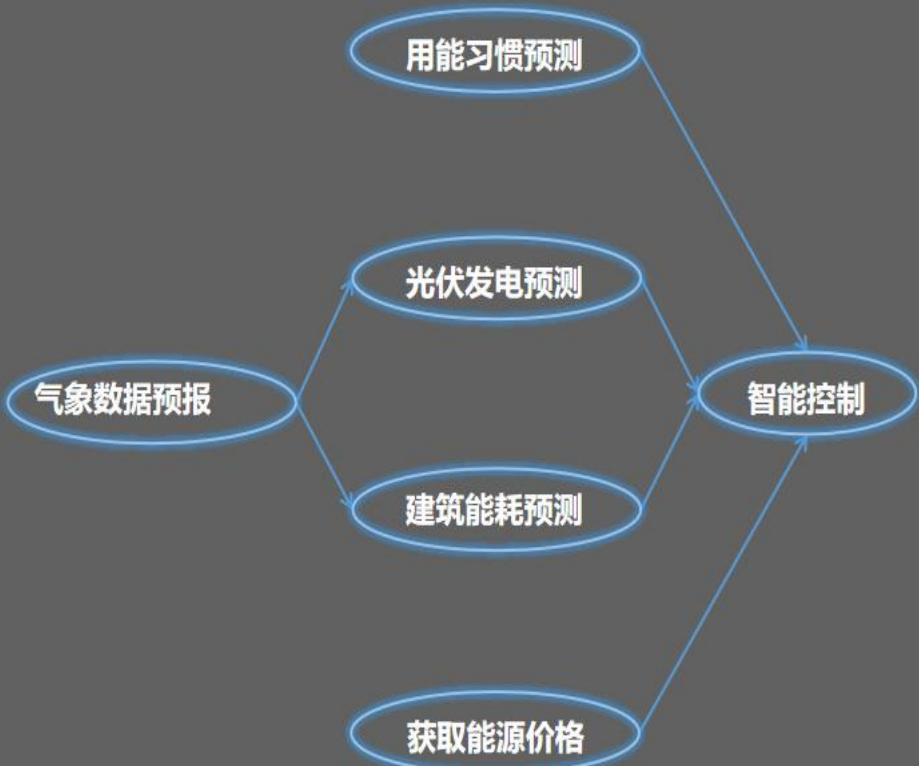 用能习惯预测
光伏发电预测
气象数据预报
智能控制
建筑能耗预测
获取能源价格